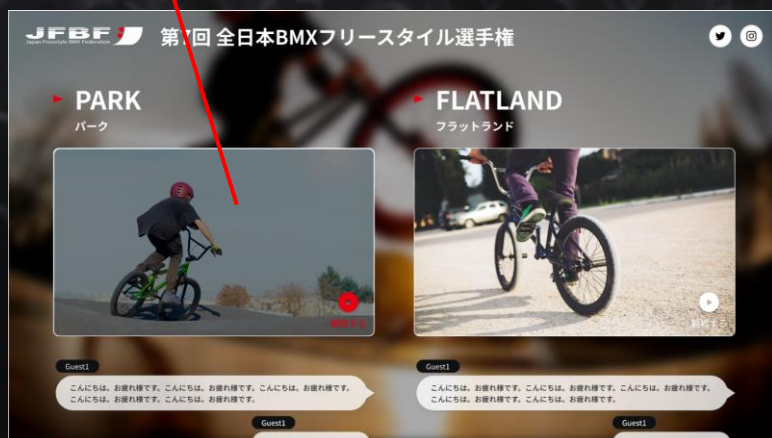 JFBF
Japan Freestyle BMX Federation
第7回 全日本BMXフリースタイル選手権
PARK
パーク
FLATLAND
フラットランド
Guest1
こんにちは。お疲れ様です。こんにちは。お疲れ様です。こんにちは。お疲れ様です。
こんにちは。お疲れ様です。こんにちは。お疲れ様です。
Guest1
こんにちは。お疲れ様です。こんにちは。お疲れ様です。こんにちは。お疲れ様です。
こんにちは。お疲れ様です。こんにちは。お疲れ様です。
Guest1
Guest1